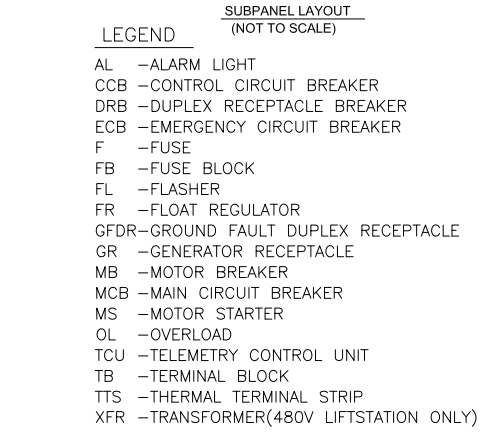 SUBPANEL LAYOUT
(NOT TO SCALE)
LEGEND
AL –ALARM LIGHT
CCB –CONTROL CIRCUIT BREAKER
DRB –DUPLEX RECEPTACLE BREAKER
ECB –EMERGENCY CIRCUIT BREAKER
F –FUSE
FB –FUSE BLOCK
FL –FLASHER
FR –FLOAT REGULATOR
GFDR–GROUND FAULT DUPLEX RECEPTACLE
GR –GENERATOR RECEPTACLE
MB –MOTOR BREAKER
MCB –MAIN CIRCUIT BREAKER
MS –MOTOR STARTER
OL –OVERLOAD
TCU –TELEMETRY CONTROL UNIT
TB –TERMINAL BLOCK
TTS –THERMAL TERMINAL STRIP
XFR –TRANSFORMER(480V LIFTSTATION ONLY)